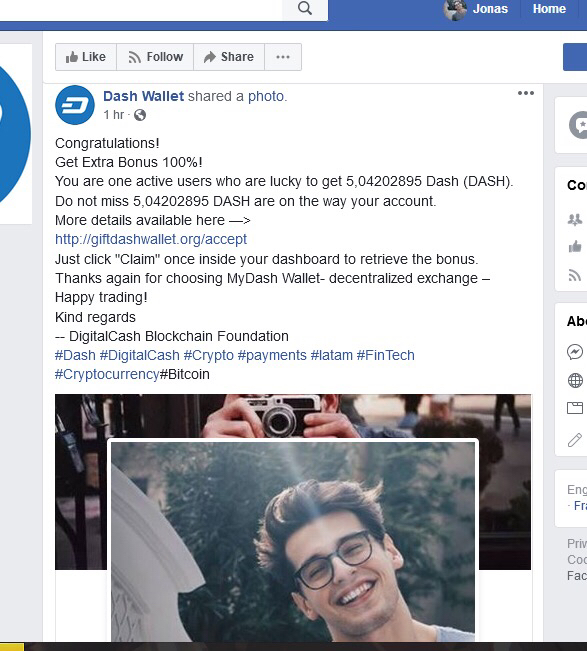 Jonas
Home
Like
Follow
Share
Dash Wallet shared a photo.
1 hr ·
Congratulations!
Get Extra Bonus 100%!
You are one active users who are lucky to get 5,04202895 Dash (DASH).
Do not miss 5,04202895 DASH are on the way your account.
More details available here —>
http://giftdashwallet.org/accept
Just click "Claim" once inside your dashboard to retrieve the bonus.
Thanks again for choosing MyDash Wallet- decentralized exchange –
Happy trading!
Kind regards
-- DigitalCash Blockchain Foundation
#Dash #DigitalCash #Crypto #payments #latam #FinTech
#Cryptocurrency#Bitcoin
Co
Abo
Eng
· Fra
Priv
Coo
Fac